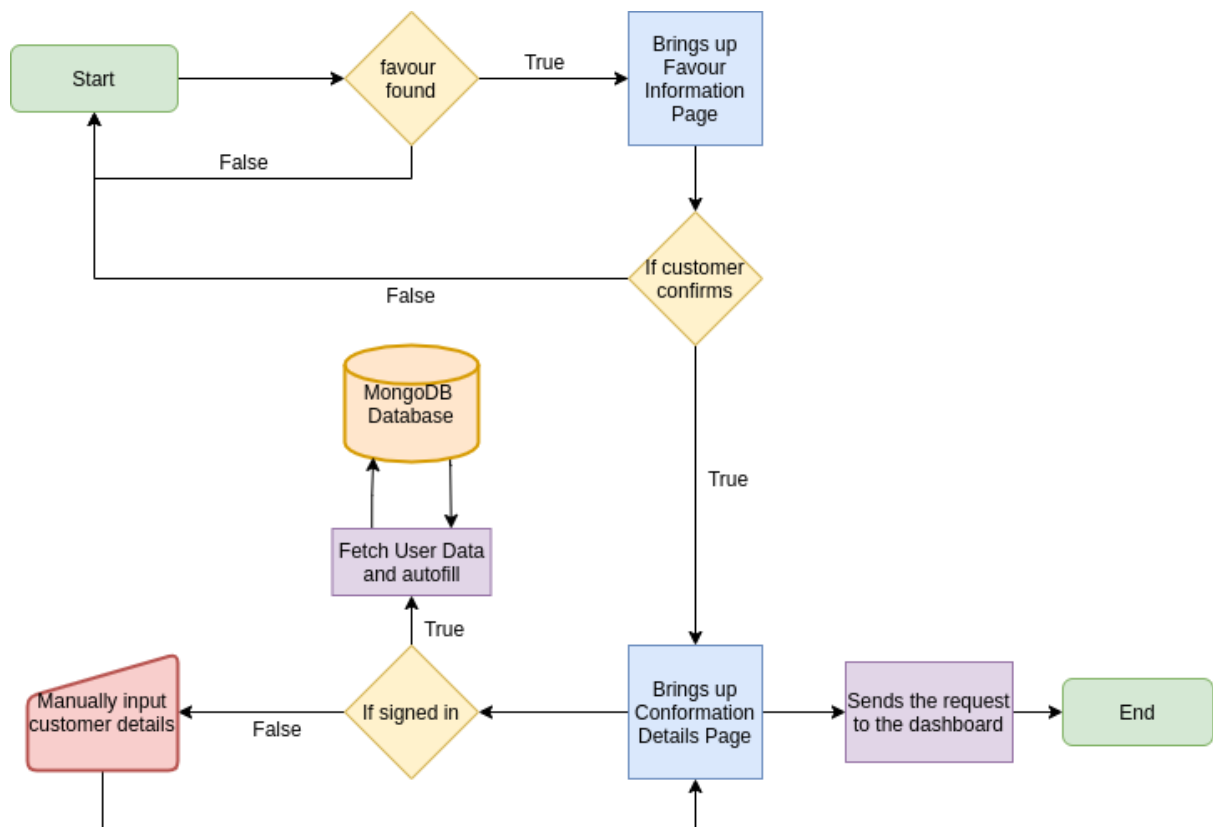 Start
favour
found
True
Brings up
Favour
Information
Page
False
If customer
confirms
False
MongoDB
Database
True
Fetch User Data
and autofill
True
Manually input
customer details
False
If signed in
Brings up
Conformation
Details Page
Sends the request
to the dashboard
End